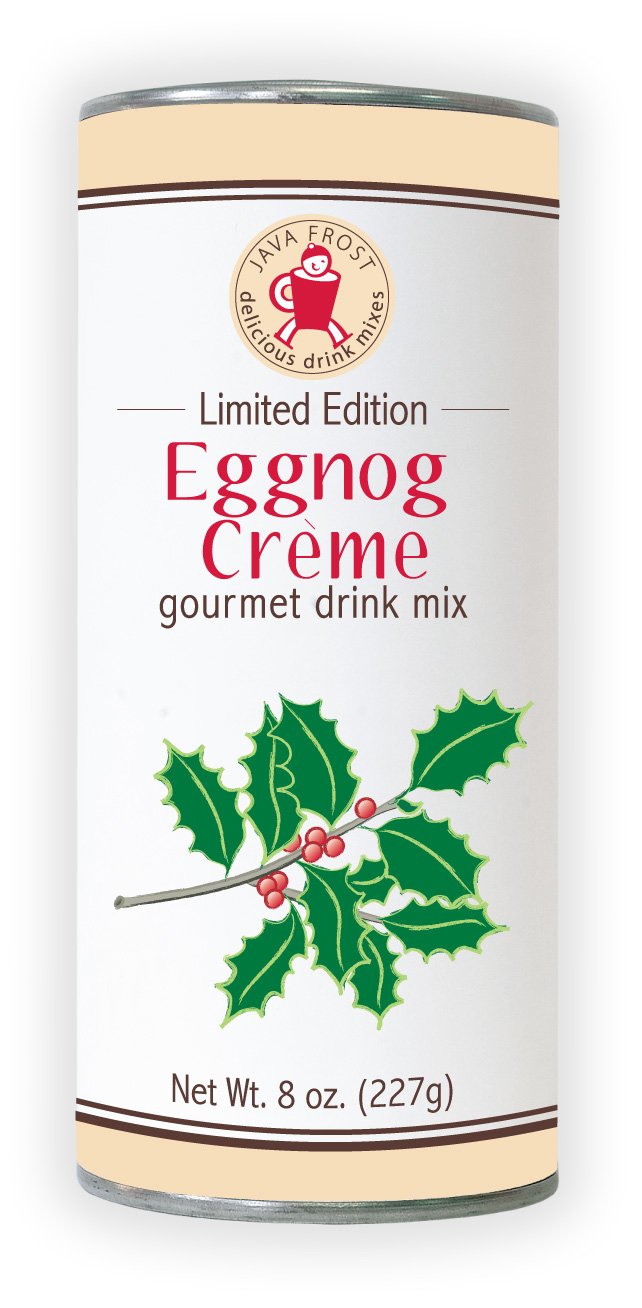 JAVA FROST
delicious drink mixes
Limited Edition
Eggnog
Crème
gourmet drink mix
Net Wt. 8 oz. (227g)